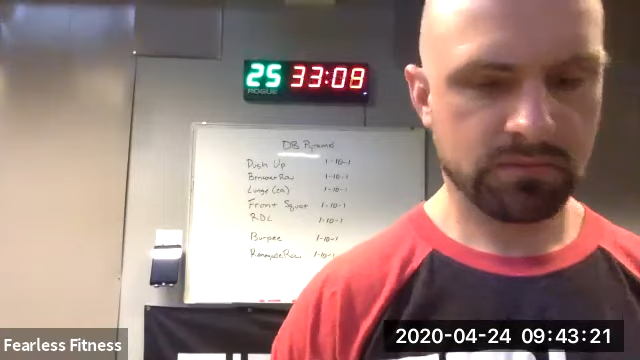 25 33:08
ROGUE
DB Pyramid
Push Up 1-10-1
Bentover Row 1-10-1
Lunge (ea) 1-10-1
Front Squat 1-10-1
RDL 1-10-1
Burpee 1-10-1
Renegade Row 1-10-1
Fearless Fitness
2020-04-24 09:43:21